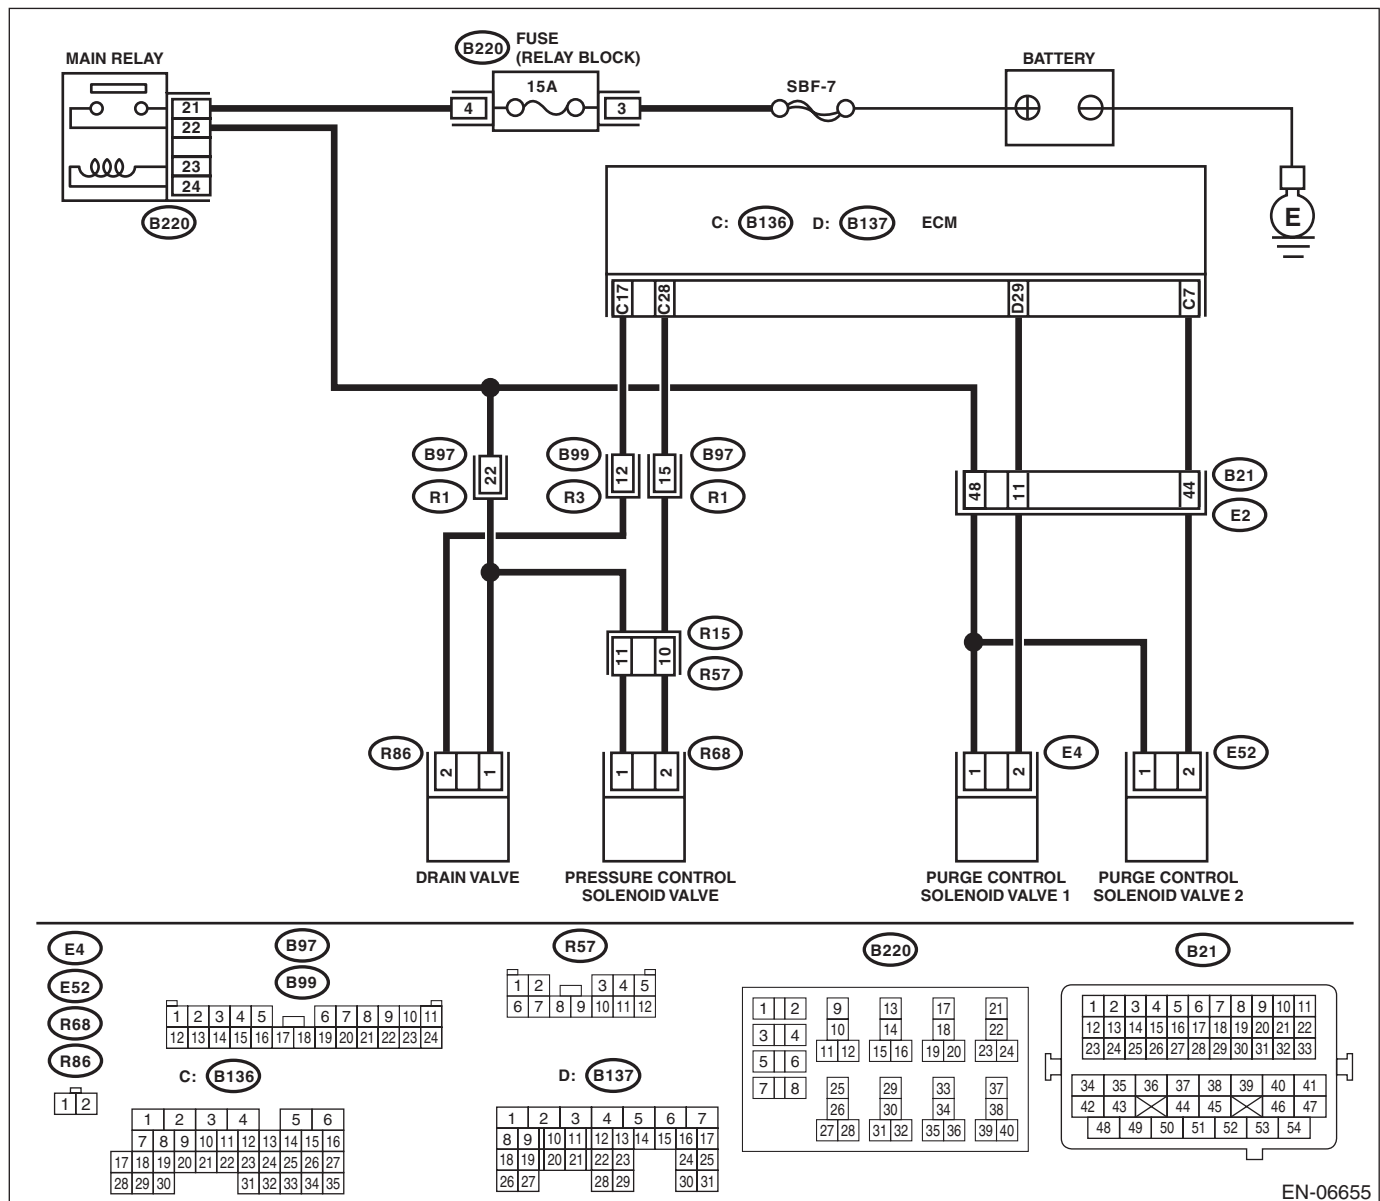 MAIN RELAY
B220
FUSE
(RELAY BLOCK)
15A
SBF-7
BATTERY
21
22
23
24
4
3
B220
E
C: B136 D: B137 ECM
C17
C28
D29
C7
B97
R1
22
B99
R3
12
15
B97
R1
48
11
44
B21
E2
11
10
R15
R57
R86
2
1
1
2
R68
1
2
E4
1
2
E52
DRAIN VALVE
PRESSURE CONTROL
SOLENOID VALVE
PURGE CONTROL
SOLENOID VALVE 1
PURGE CONTROL
SOLENOID VALVE 2
E4
E52
R68
R86
1 2
B97
B99
1 2 3 4 5 6 7 8 9 10 11
12 13 14 15 16 17 18 19 20 21 22 23 24
C: B136
1 2 3 4 5 6
7 8 9 10 11 12 13 14 15 16
17 18 19 20 21 22 23 24 25 26 27
28 29 30 31 32 33 34 35
R57
1 2 3 4 5
6 7 8 9 10 11 12
D: B137
1 2 3 4 5 6 7
8 9 10 11 12 13 14 15 16 17
18 19 20 21 22 23 24 25
26 27 28 29 30 31
B220
1 2 9 13 17 21
3 4 10 14 18 22
11 12 15 16 19 20 23 24
5 6
7 8 25 29 33 37
26 30 34 38
27 28 31 32 35 36 39 40
B21
1 2 3 4 5 6 7 8 9 10 11
12 13 14 15 16 17 18 19 20 21 22
23 24 25 26 27 28 29 30 31 32 33
34 35 36 37 38 39 40 41
42 43 44 45 46 47
48 49 50 51 52 53 54
EN-06655